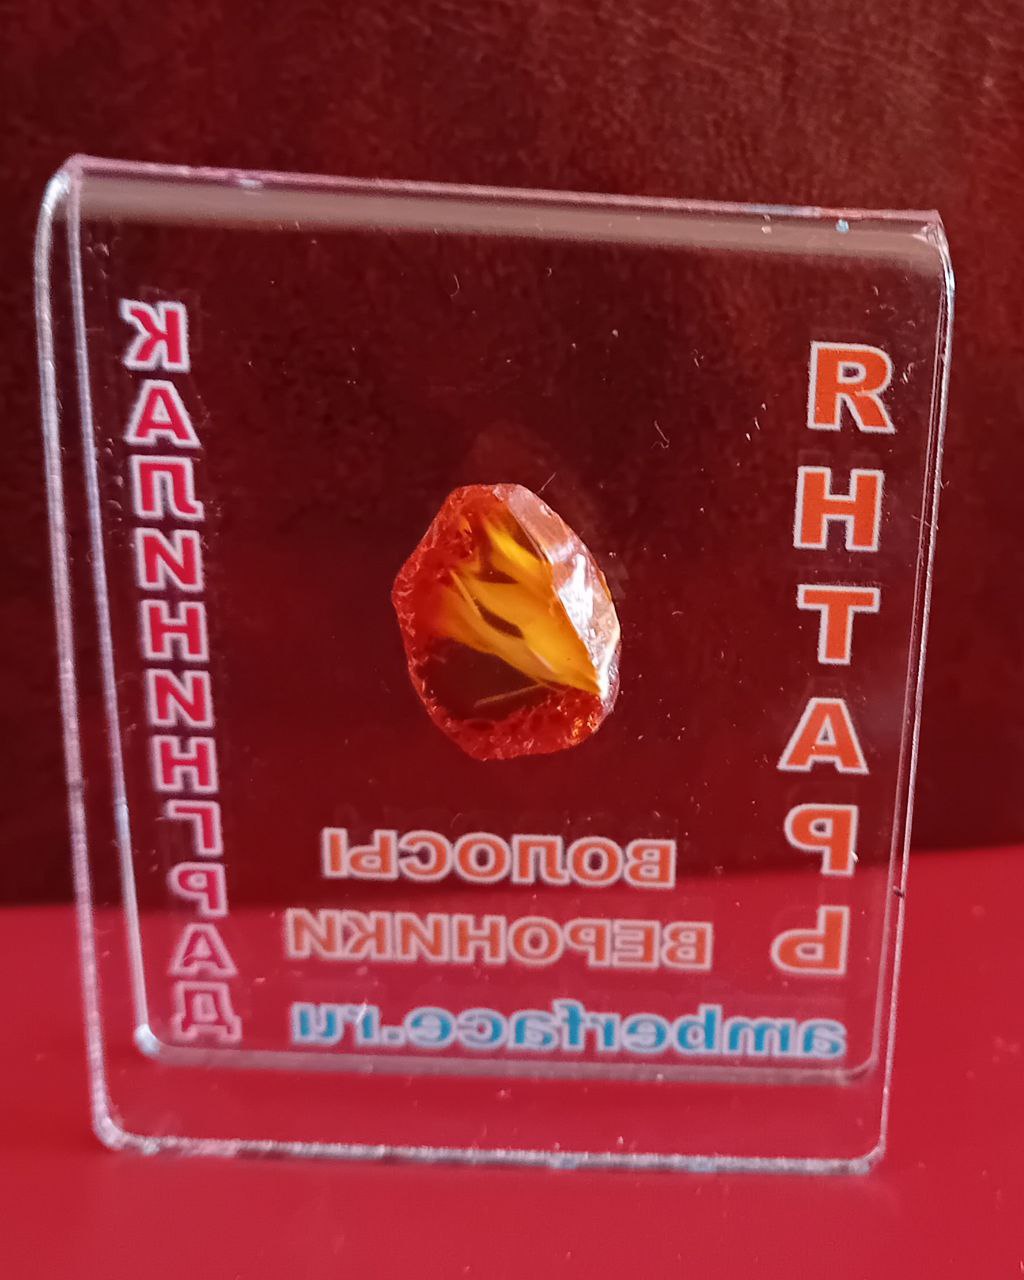 ЯНТАРЬ
КАЛИНИНГРАД
ВОЛОСЫ
ВЕРОНИКИ
amberface.ru